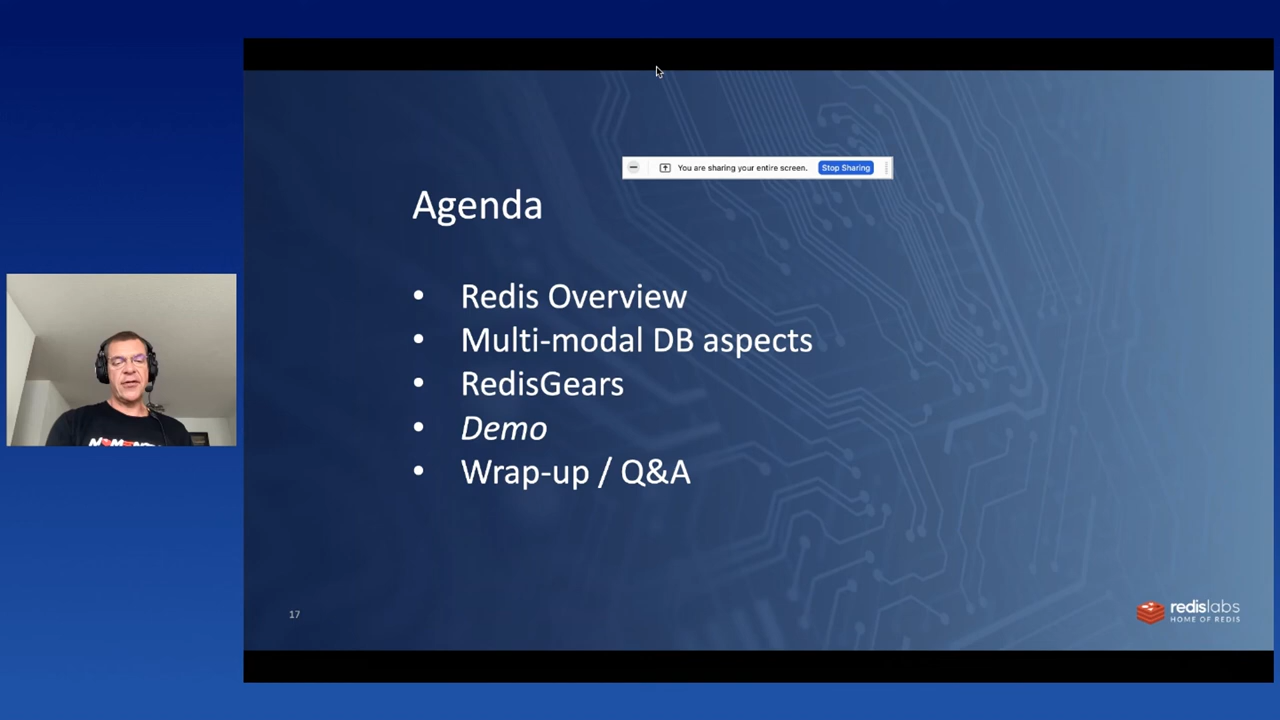 You are sharing your entire screen. Stop Sharing
Agenda
• Redis Overview
• Multi-modal DB aspects
• RedisGears
• Demo
• Wrap-up / Q&A
17
redislabs
HOME OF REDIS